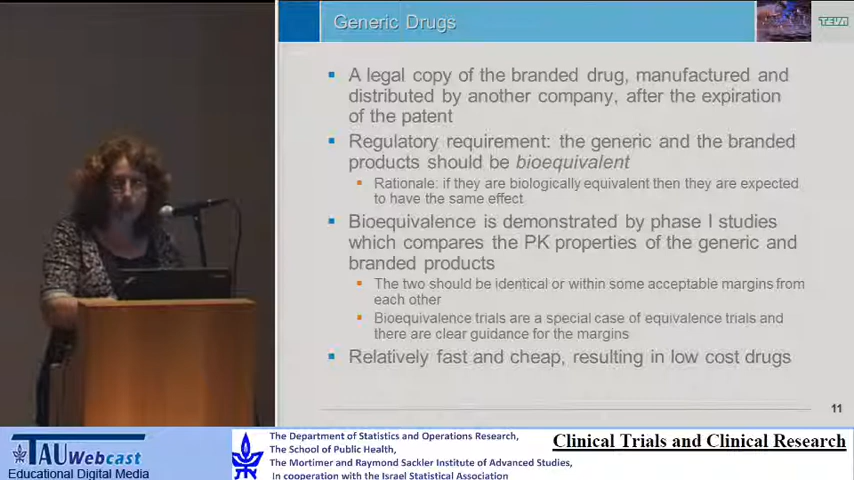 Generic Drugs
TEVA
A legal copy of the branded drug, manufactured and
distributed by another company, after the expiration
of the patent
Regulatory requirement: the generic and the branded
products should be bioequivalent
Rationale: if they are biologically equivalent then they are expected
to have the same effect
Bioequivalence is demonstrated by phase I studies
which compares the PK properties of the generic and
branded products
The two should be identical or within some acceptable margins from
each other
Bioequivalence trials are a special case of equivalence trials and
there are clear guidance for the margins
Relatively fast and cheap, resulting in low cost drugs
11
TAU Webcast
Educational Digital Media
The Department of Statistics and Operations Research,
The School of Public Health,
The Mortimer and Raymond Sackler Institute of Advanced Studies,
In cooperation with the Israel Statistical Association
Clinical Trials and Clinical Research